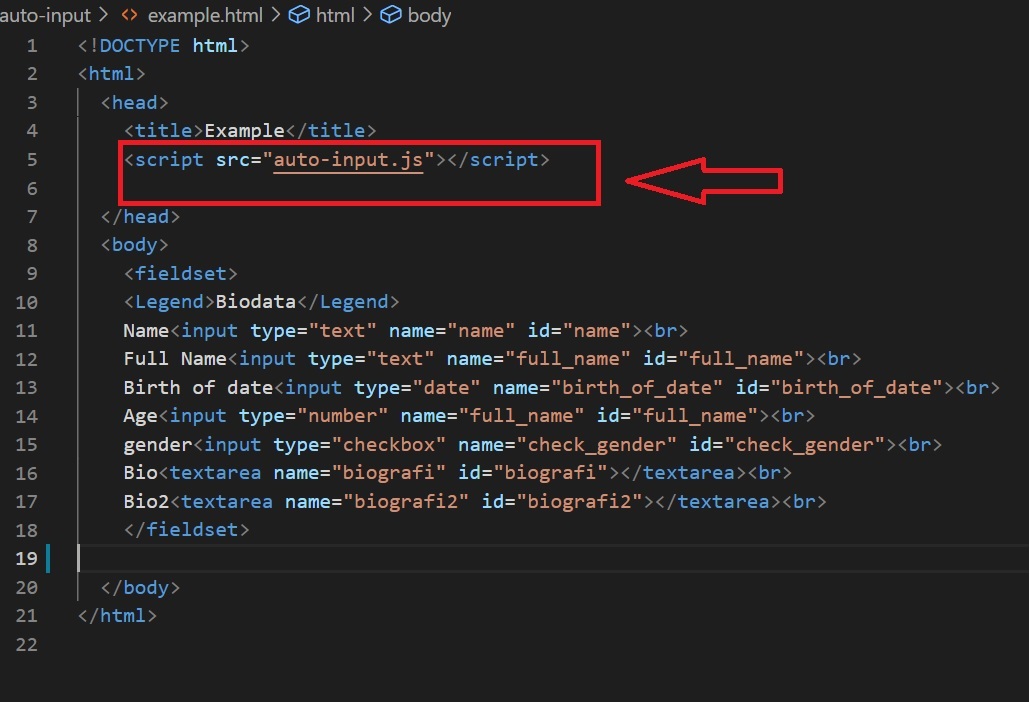 auto-input > <> example.html > html > body
1 <!DOCTYPE html>
2 <html>
3 <head>
4 <title>Example</title>
5 <script src="auto-input.js"></script>
6
7 </head>
8 <body>
9 <fieldset>
10 <Legend>Biodata</Legend>
11 Name<input type="text" name="name" id="name"><br>
12 Full Name<input type="text" name="full_name" id="full_name"><br>
13 Birth of date<input type="date" name="birth_of_date" id="birth_of_date"><br>
14 Age<input type="number" name="full_name" id="full_name"><br>
15 gender<input type="checkbox" name="check_gender" id="check_gender"><br>
16 Bio<textarea name="biografi" id="biografi"></textarea><br>
17 Bio2<textarea name="biografi2" id="biografi2"></textarea><br>
18 </fieldset>
19
20 </body>
21 </html>
22